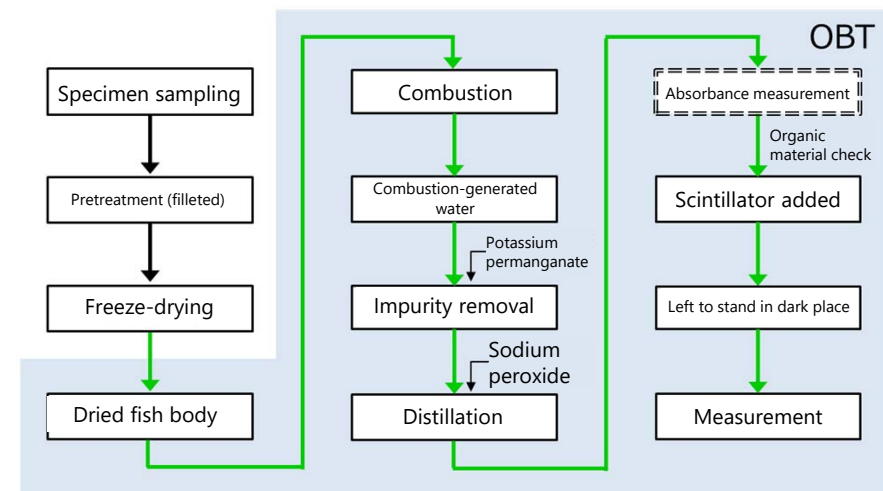 OBT
Specimen sampling
Pretreatment (filleted)
Freeze-drying
Dried fish body
Combustion
Combustion-generated
water
Potassium
permanganate
Impurity removal
Sodium
peroxide
Distillation
Absorbance measurement
Organic
material check
Scintillator added
Left to stand in dark place
Measurement